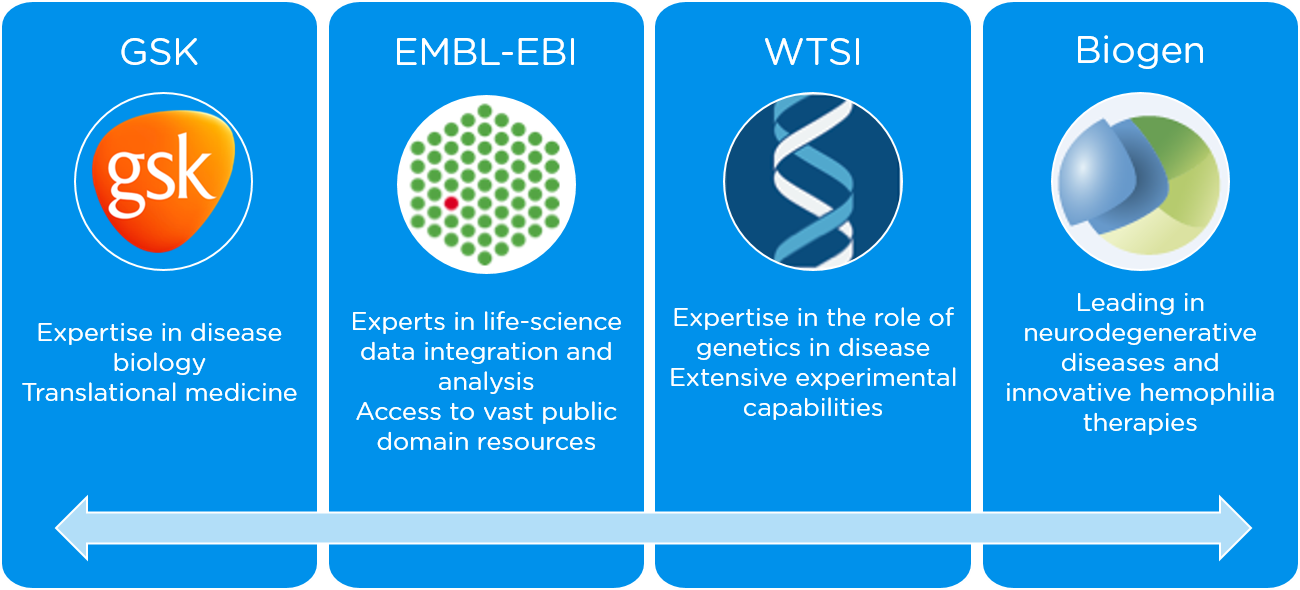 GSK
gsk
Expertise in disease
biology
Translational medicine
EMBL-EBI
Experts in life-science
data integration and
analysis
Access to vast public
domain resources
WTSI
Expertise in the role of
genetics in disease
Extensive experimental
capabilities
Biogen
Leading in
neurodegenerative
diseases and
innovative hemophilia
therapies